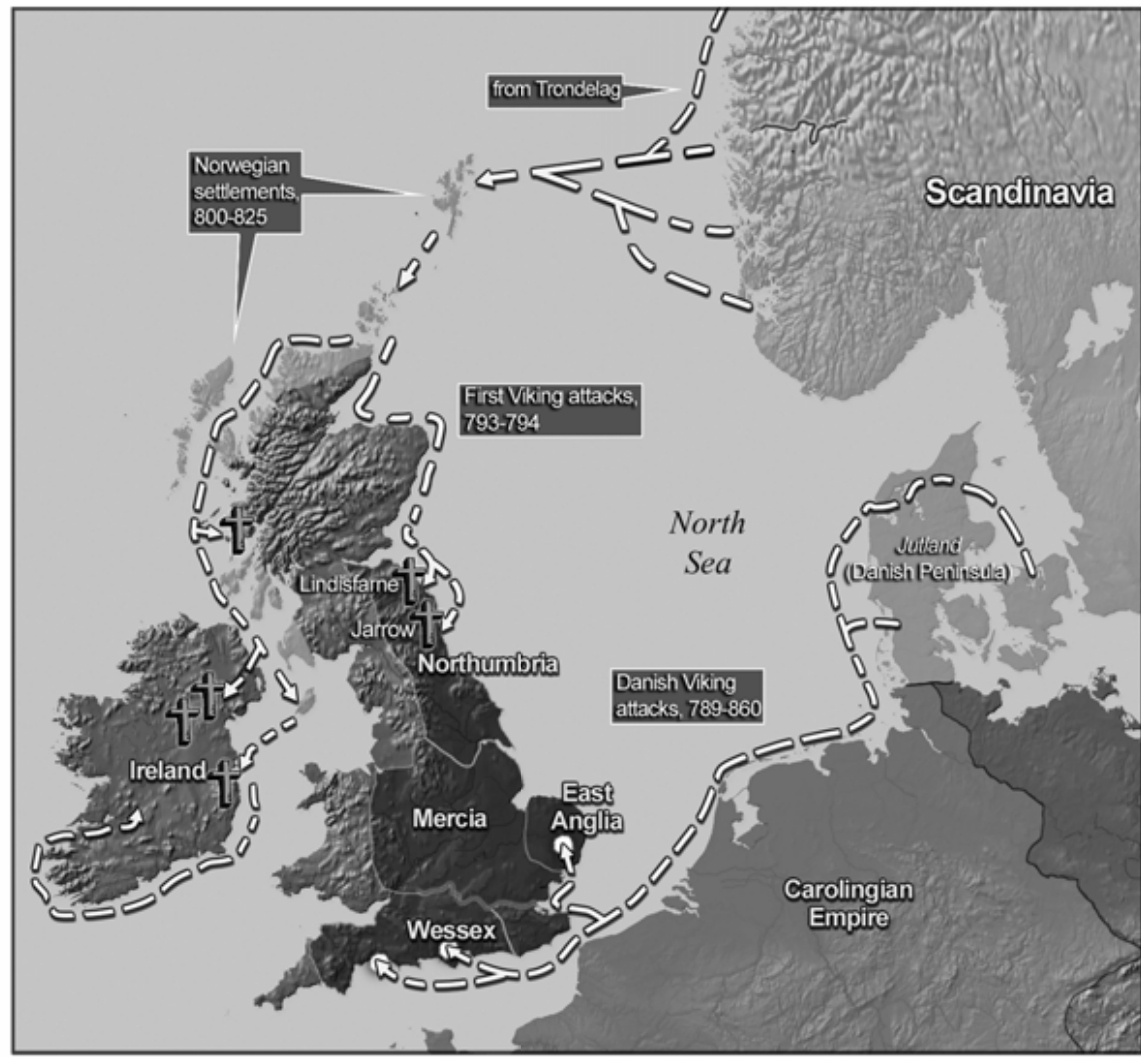 from Trondelag
Norwegian
settlements,
800-825
Scandinavia
First Viking attacks,
793-794
North
Sea
Jutland
(Danish Peninsula)
Lindisfarne
Jarrow
Northumbria
Danish Viking
attacks, 789-860
Ireland
Mercia
East
Anglia
Carolingian
Empire
Wessex